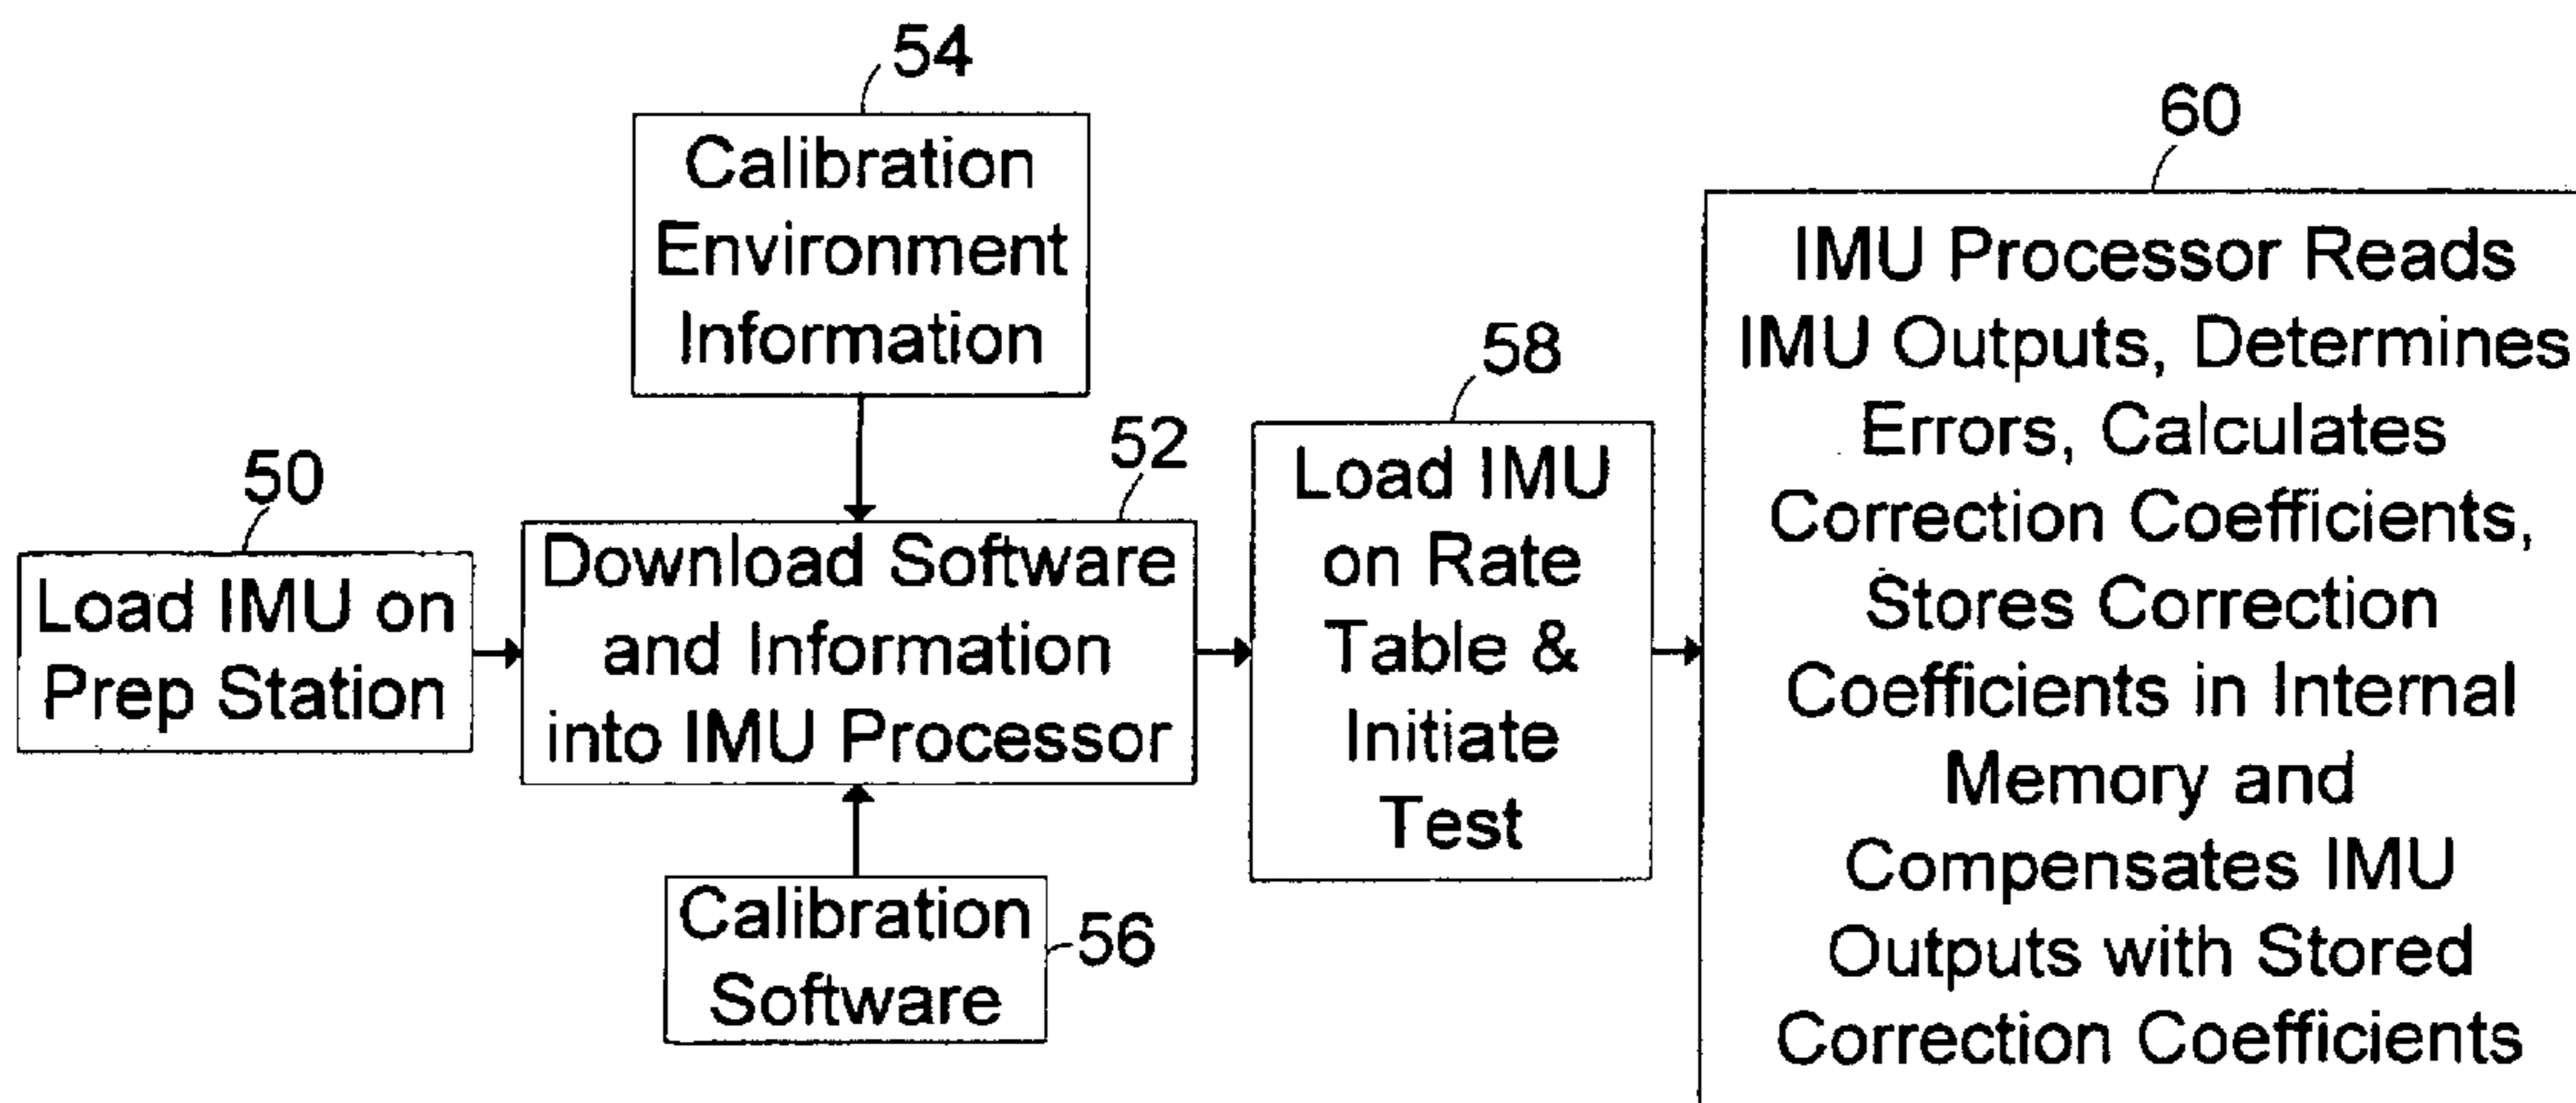 54
Calibration
Environment
Information
50
Load IMU on
Prep Station
52
Download Software
and Information
into IMU Processor
Calibration
Software
56
58
Load IMU
on Rate
Table &
Initiate
Test
60
IMU Processor Reads
IMU Outputs, Determines
Errors, Calculates
Correction Coefficients,
Stores Correction
Coefficients in Internal
Memory and
Compensates IMU
Outputs with Stored
Correction Coefficients